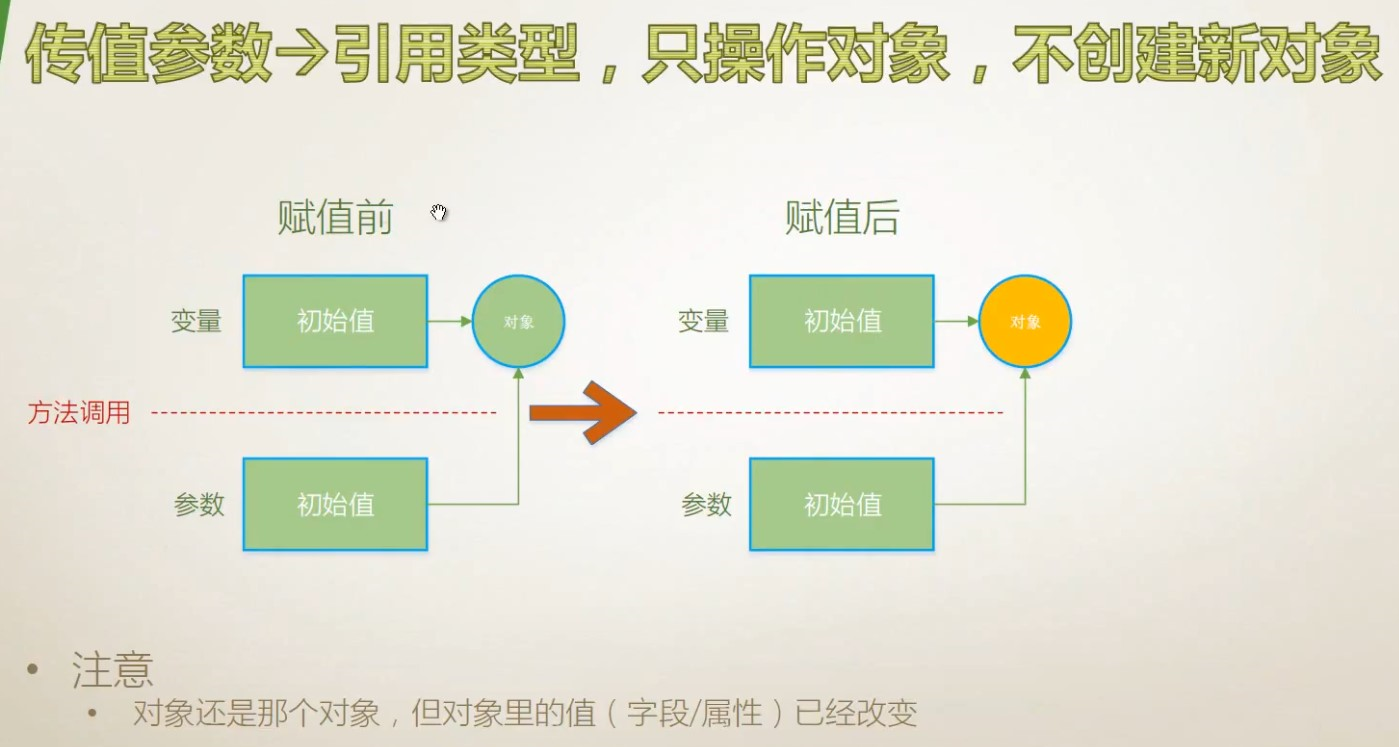 传值参数→引用类型，只操作对象，不创建新对象
赋值前
赋值后
变量
初始值
对象
变量
初始值
对象
方法调用
参数
初始值
参数
初始值
• 注意
• 对象还是那个对象，但对象里的值（字段/属性）已经改变